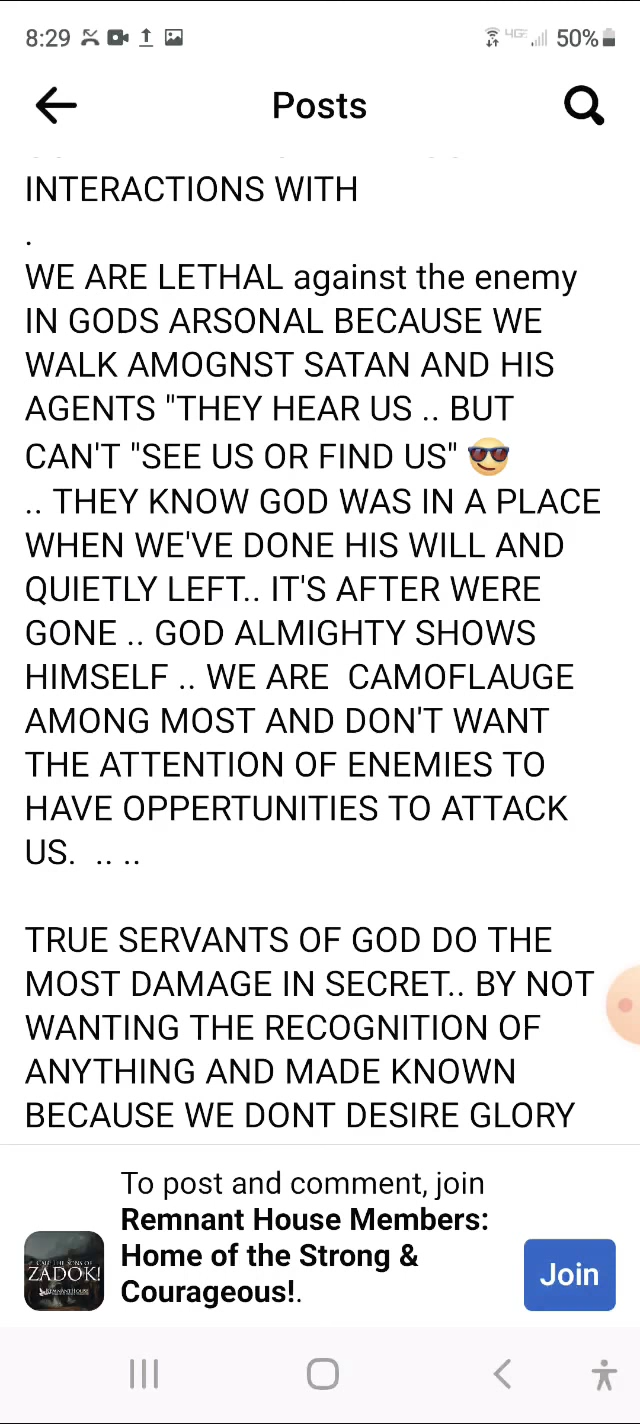 8:29
4GE
50%
Posts
INTERACTIONS WITH
.
WE ARE LETHAL against the enemy
IN GODS ARSONAL BECAUSE WE
WALK AMOGNST SATAN AND HIS
AGENTS "THEY HEAR US .. BUT
CAN'T "SEE US OR FIND US" 😎
.. THEY KNOW GOD WAS IN A PLACE
WHEN WE'VE DONE HIS WILL AND
QUIETLY LEFT.. IT'S AFTER WERE
GONE .. GOD ALMIGHTY SHOWS
HIMSELF .. WE ARE  CAMOFLAUGE
AMONG MOST AND DON'T WANT
THE ATTENTION OF ENEMIES TO
HAVE OPPERTUNITIES TO ATTACK
US.  .. ..
TRUE SERVANTS OF GOD DO THE
MOST DAMAGE IN SECRET.. BY NOT
WANTING THE RECOGNITION OF
ANYTHING AND MADE KNOWN
BECAUSE WE DONT DESIRE GLORY
To post and comment, join
Remnant House Members:
Home of the Strong &
Courageous!.
Join
ZADOK!
REMNANT HOUSE